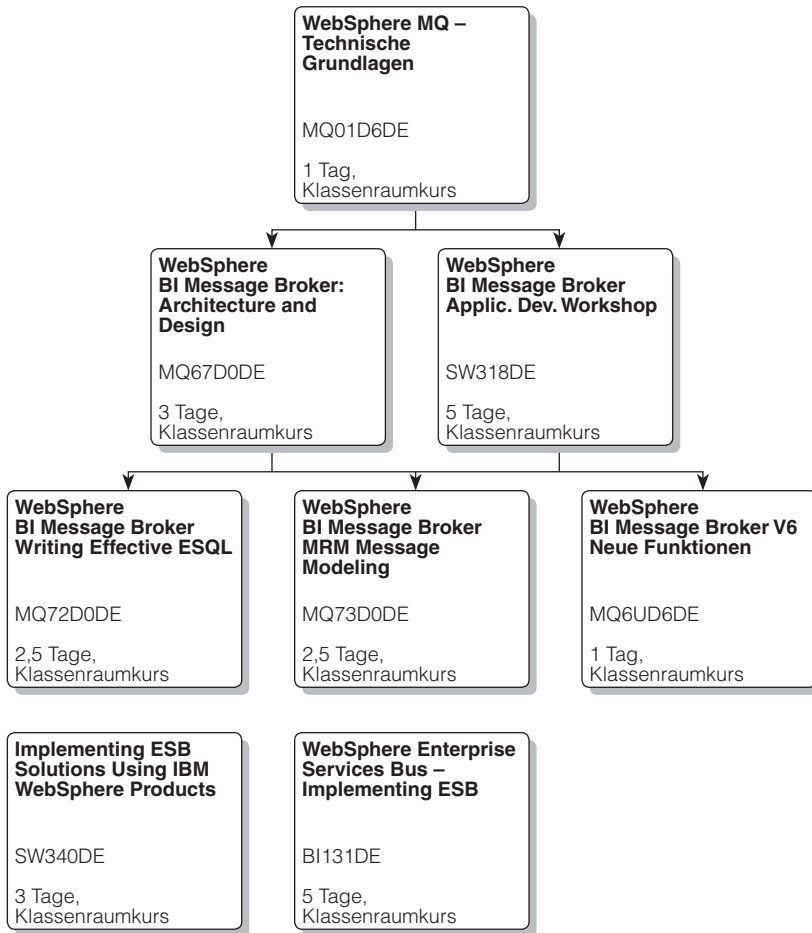 WebSphere MQ –
Technische
Grundlagen
MQ01D6DE
1 Tag,
Klassenraumkurs
WebSphere
BI Message Broker:
Architecture and
Design
MQ67D0DE
3 Tage,
Klassenraumkurs
WebSphere
BI Message Broker
Applic. Dev. Workshop
SW318DE
5 Tage,
Klassenraumkurs
WebSphere
BI Message Broker
Writing Effective ESQL
MQ72D0DE
2,5 Tage,
Klassenraumkurs
WebSphere
BI Message Broker
MRM Message
Modeling
MQ73D0DE
2,5 Tage,
Klassenraumkurs
WebSphere
BI Message Broker V6
Neue Funktionen
MQ6UD6DE
1 Tag,
Klassenraumkurs
Implementing ESB
Solutions Using IBM
WebSphere Products
SW340DE
3 Tage,
Klassenraumkurs
WebSphere Enterprise
Services Bus –
Implementing ESB
BI131DE
5 Tage,
Klassenraumkurs